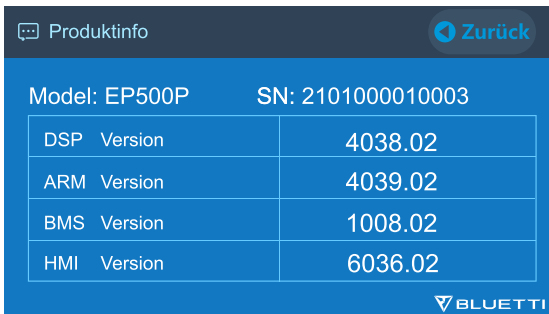 Produktinfo
Zurück
Model: EP500P SN: 2101000010003
DSP Version 4038.02
ARM Version 4039.02
BMS Version 1008.02
HMI Version 6036.02
BLUETTI